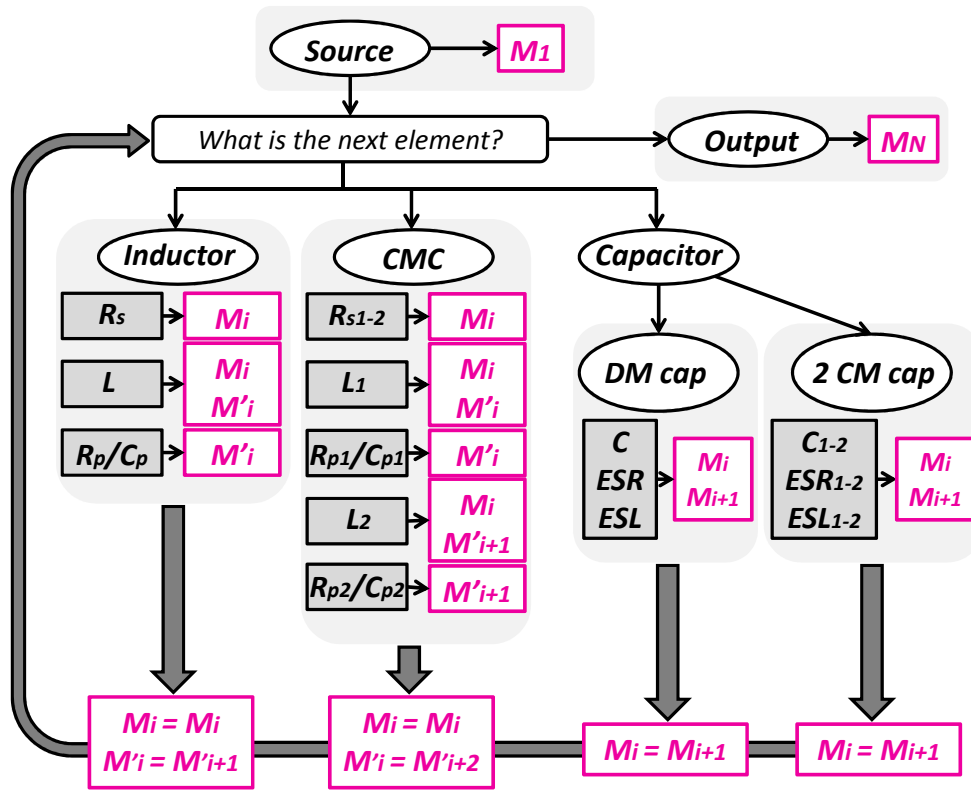 Source
M1
What is the next element?
Output
MN
Inductor
Rs
Mi
L
Mi
M'i
Rp/Cp
M'i
CMC
Rs1-2
Mi
L1
Mi
M'i
Rp1/Cp1
M'i
L2
Mi
M'i+1
Rp2/Cp2
M'i+1
Capacitor
DM cap
C
ESR
ESL
Mi
Mi+1
2 CM cap
C1-2
ESR1-2
ESL1-2
Mi
Mi+1
Mi = Mi
M'i = M'i+1
Mi = Mi
M'i = M'i+2
Mi = Mi+1
Mi = Mi+1